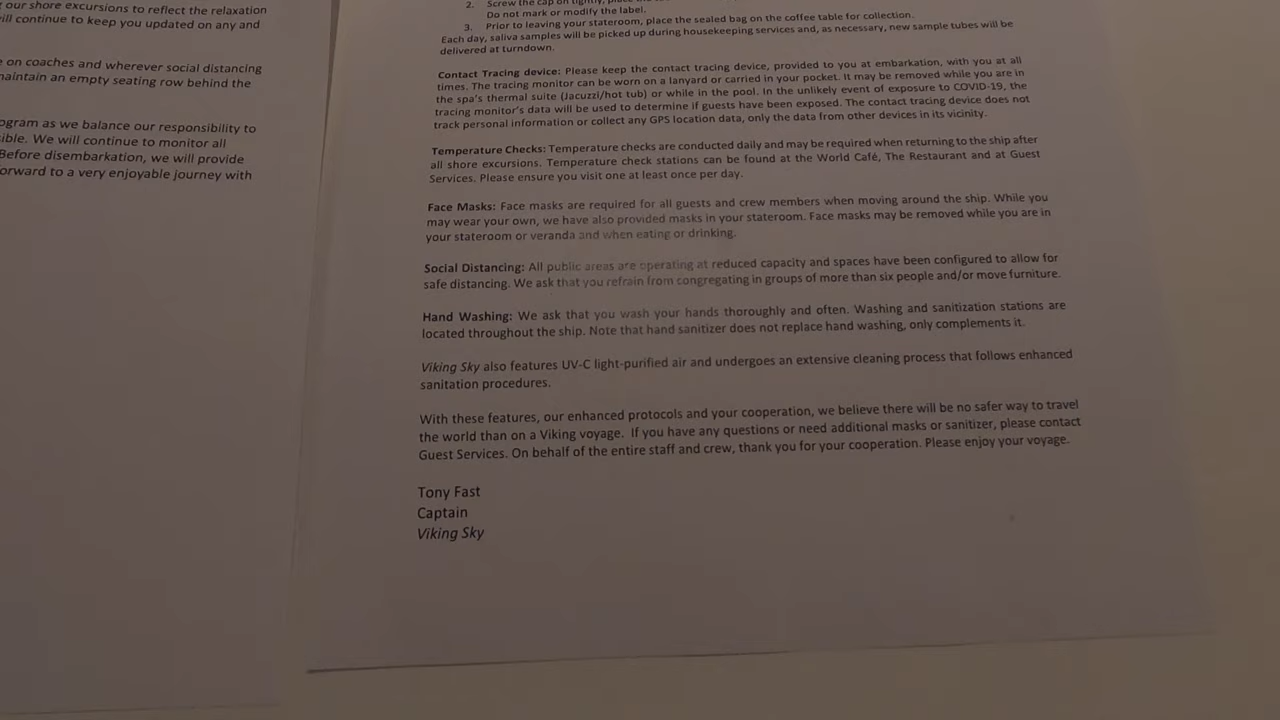 our shore excursions to reflect the relaxation
ill continue to keep you updated on any and
e on coaches and wherever social distancing
maintain an empty seating row behind the
ogram as we balance our responsibility to
ible. We will continue to monitor all
Before disembarkation, we will provide
orward to a very enjoyable journey with
2. Screw the cap on tightly,
Do not mark or modify the label.
3. Prior to leaving your stateroom, place the sealed bag on the coffee table for collection.
Each day, saliva samples will be picked up during housekeeping services and, as necessary, new sample tubes will be
delivered at turndown.
Contact Tracing device: Please keep the contact tracing device, provided to you at embarkation, with you at all
times. The tracing monitor can be worn on a lanyard or carried in your pocket. It may be removed while you are in
the spa's thermal suite (Jacuzzi/hot tub) or while in the pool. In the unlikely event of exposure to COVID-19, the
tracing monitor's data will be used to determine if guests have been exposed. The contact tracing device does not
track personal information or collect any GPS location data, only the data from other devices in its vicinity.
Temperature Checks: Temperature checks are conducted daily and may be required when returning to the ship after
all shore excursions. Temperature check stations can be found at the World Café, The Restaurant and at Guest
Services. Please ensure you visit one at least once per day.
Face Masks: Face masks are required for all guests and crew members when moving around the ship. While you
may wear your own, we have also provided masks in your stateroom. Face masks may be removed while you are in
your stateroom or veranda and when eating or drinking.
Social Distancing: All public areas are operating at reduced capacity and spaces have been configured to allow for
safe distancing. We ask that you refrain from congregating in groups of more than six people and/or move furniture.
Hand Washing: We ask that you wash your hands thoroughly and often. Washing and sanitization stations are
located throughout the ship. Note that hand sanitizer does not replace hand washing, only complements it.
Viking Sky also features UV-C light-purified air and undergoes an extensive cleaning process that follows enhanced
sanitation procedures.
With these features, our enhanced protocols and your cooperation, we believe there will be no safer way to travel
the world than on a Viking voyage. If you have any questions or need additional masks or sanitizer, please contact
Guest Services. On behalf of the entire staff and crew, thank you for your cooperation. Please enjoy your voyage.
Tony Fast
Captain
Viking Sky